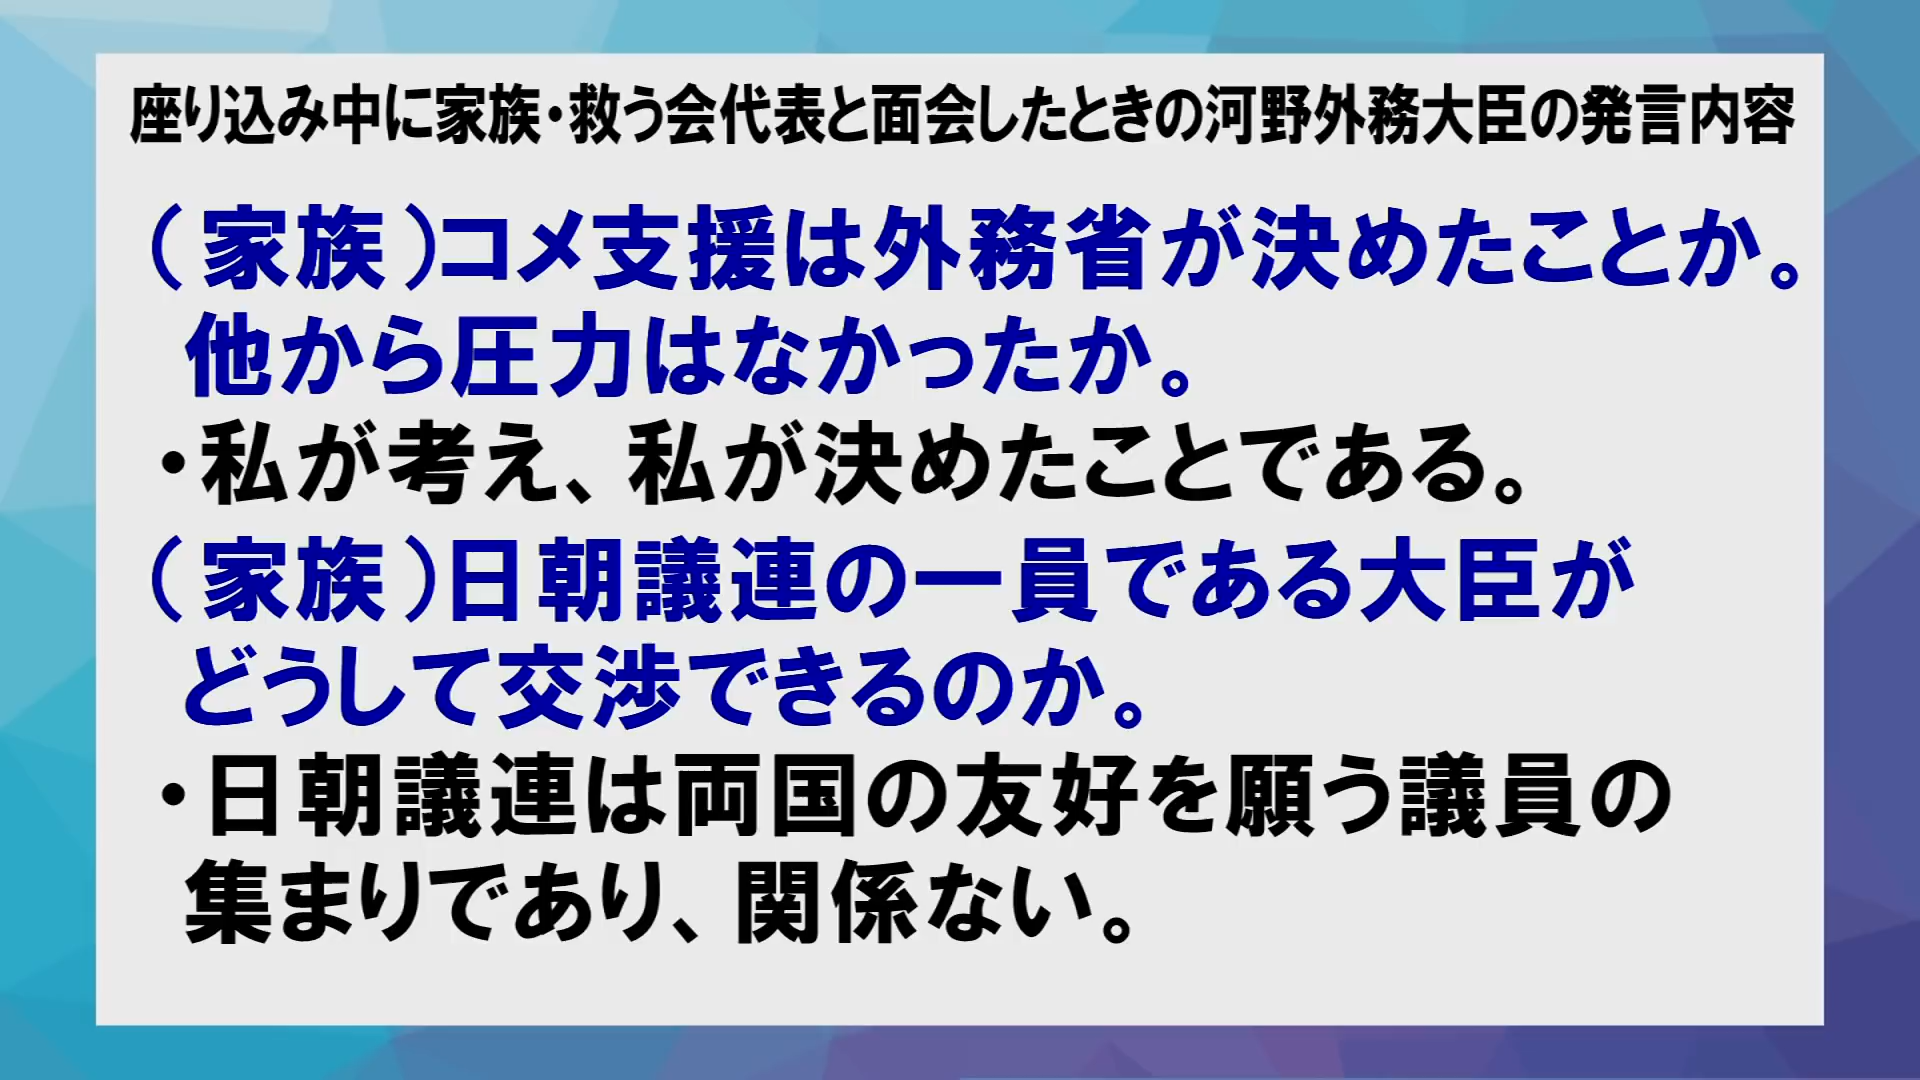 座り込み中に家族・救う会代表と面会したときの河野外務大臣の発言内容
（家族）コメ支援は外務省が決めたことか。
他から圧力はなかったか。
・私が考え、私が決めたことである。
（家族）日朝議連の一員である大臣が
どうして交渉できるのか。
・日朝議連は両国の友好を願う議員の
集まりであり、関係ない。